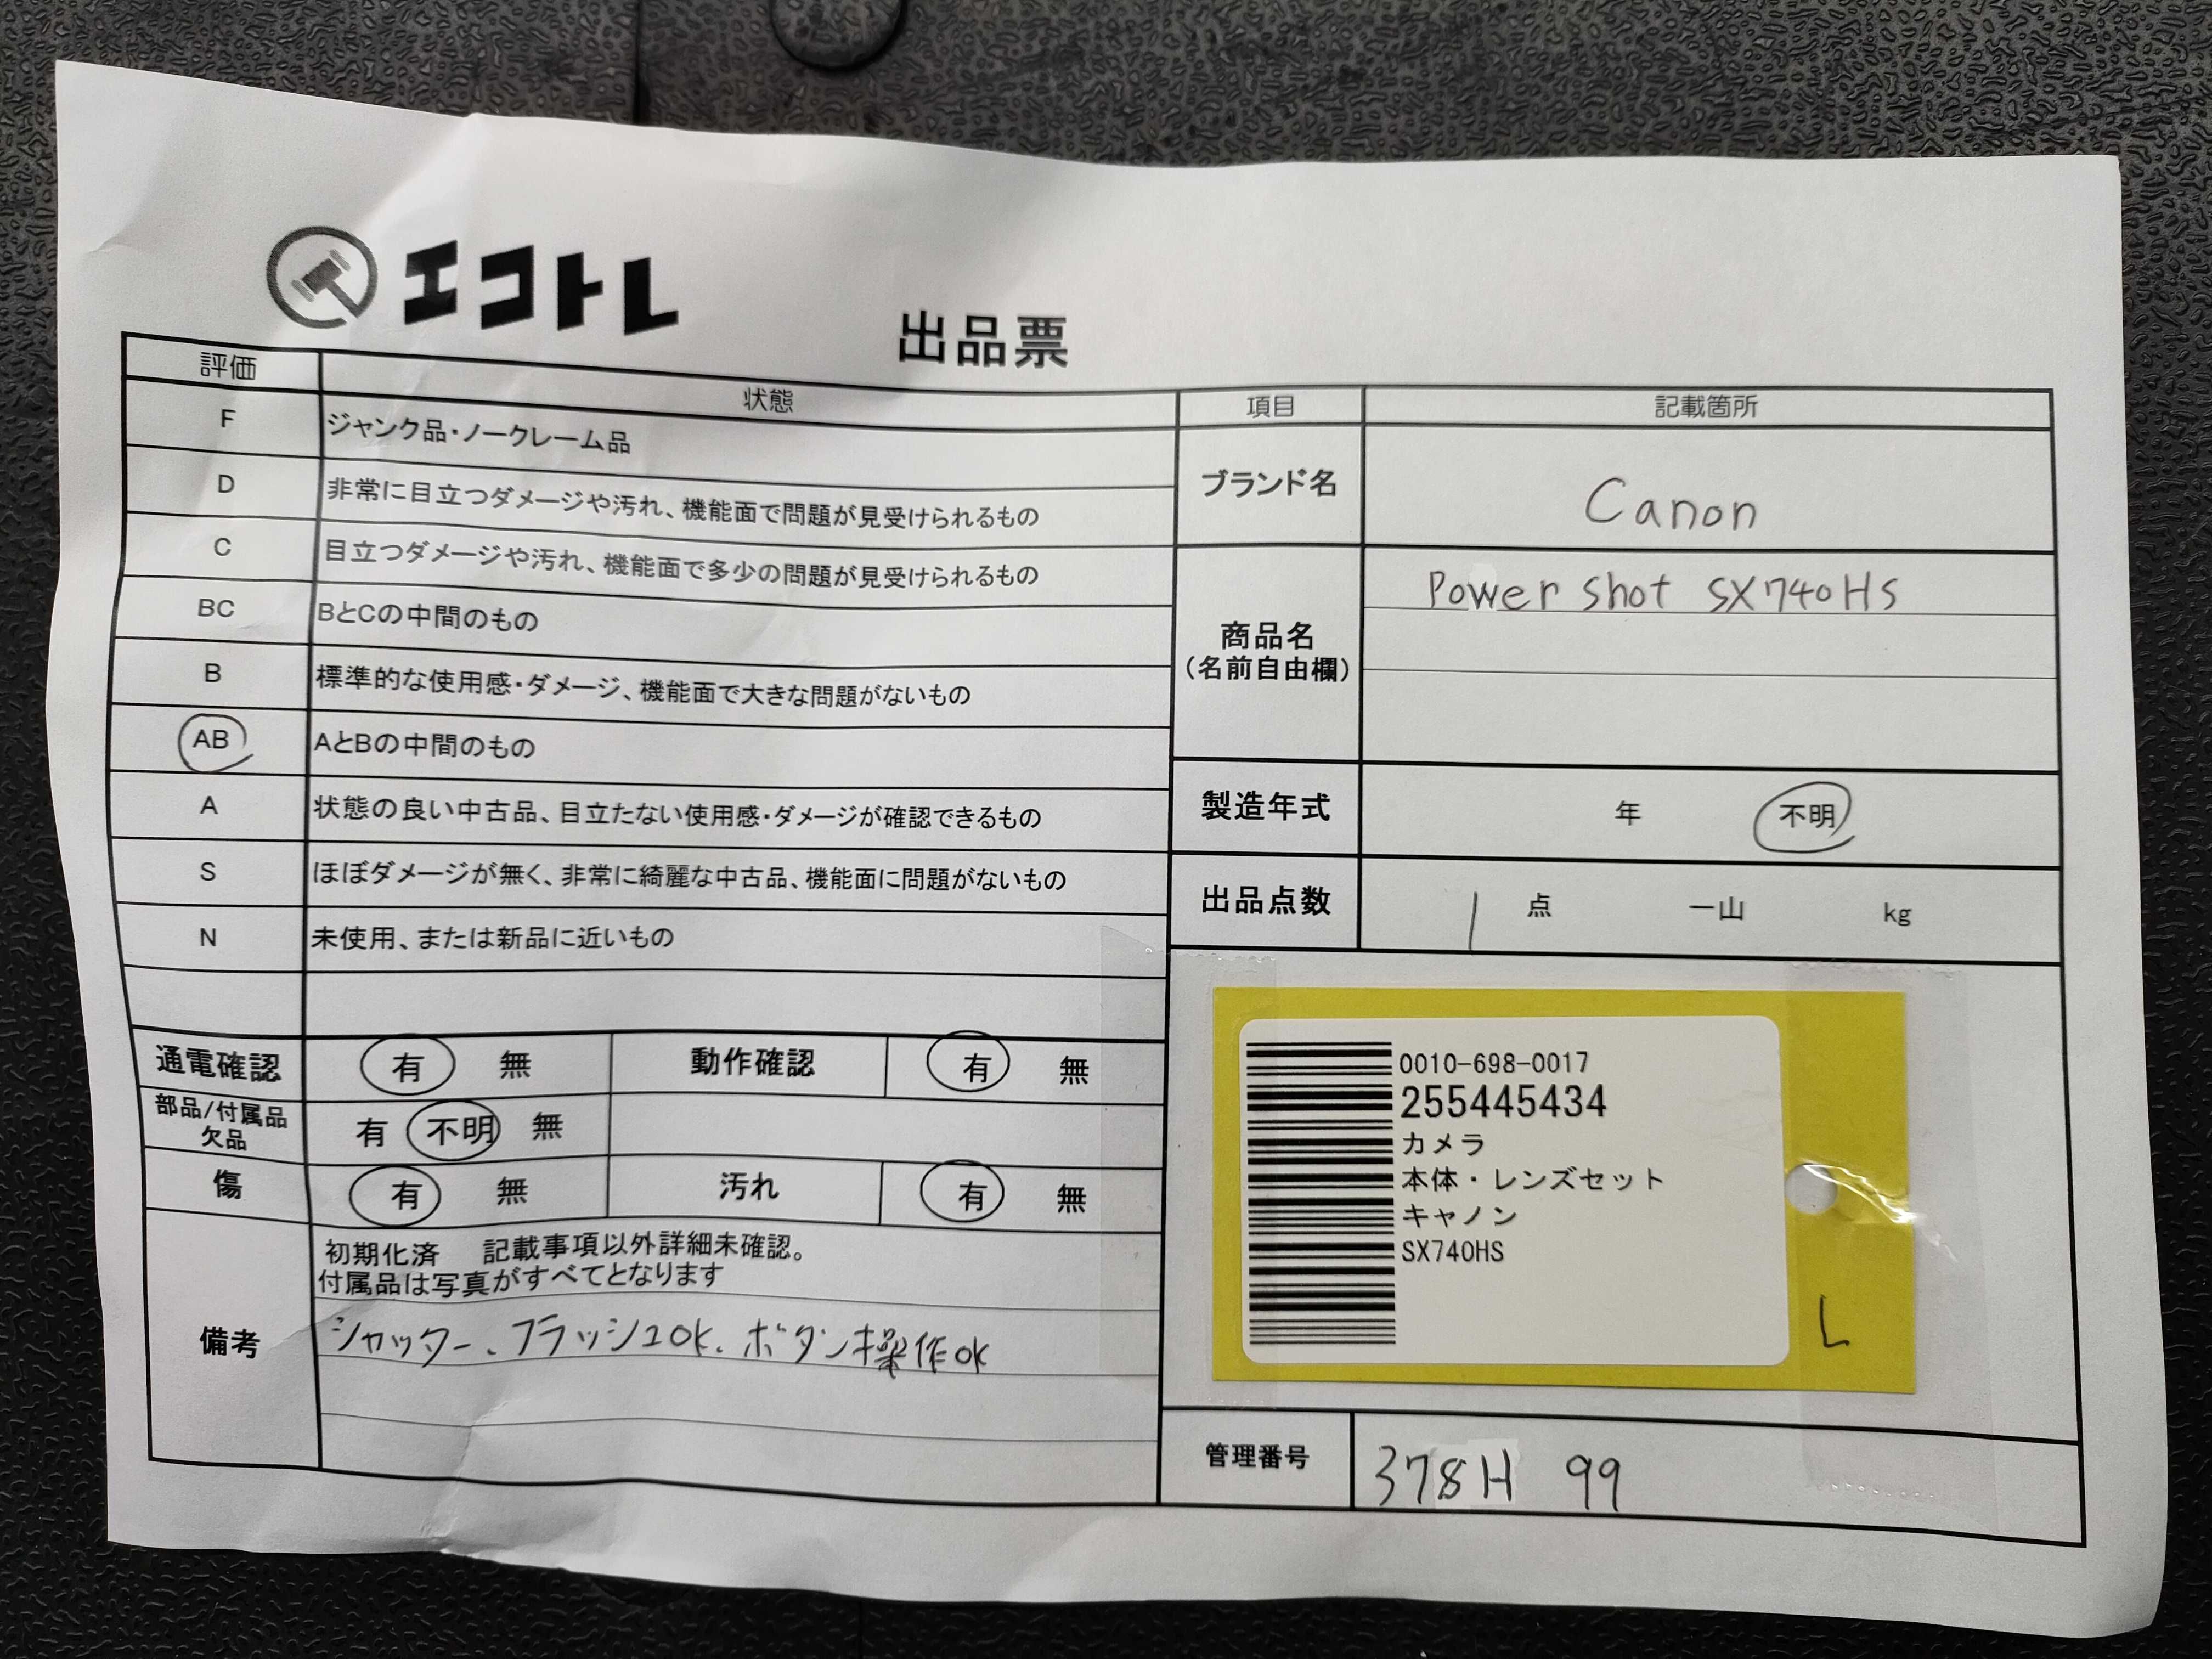 エコトレ
出品票
評価 状態
F ジャンク品・ノークレーム品
D 非常に目立つダメージや汚れ、機能面で問題が見受けられるもの
C 目立つダメージや汚れ、機能面で多少の問題が見受けられるもの
BC BとCの中間のもの
B 標準的な使用感・ダメージ、機能面で大きな問題がないもの
AB AとBの中間のもの
A 状態の良い中古品、目立たない使用感・ダメージが確認できるもの
S ほぼダメージが無く、非常に綺麗な中古品、機能面に問題がないもの
N 未使用、または新品に近いもの
通電確認 有 無 動作確認 有 無
部品/付属品
欠品 有 不明 無
傷 有 無 汚れ 有 無
備考
初期化済 記載事項以外詳細未確認。
付属品は写真がすべてとなります
シャッター、フラッシュOK、ボタン操作OK
項目 記載箇所
ブランド名 Canon
商品名
(名前自由欄)
Power Shot SX740HS
製造年式 年 不明
出品点数 1 点 一山 kg
0010-698-0017
255445434
カメラ
本体・レンズセット
キャノン
SX740HS
L
管理番号 378H 99